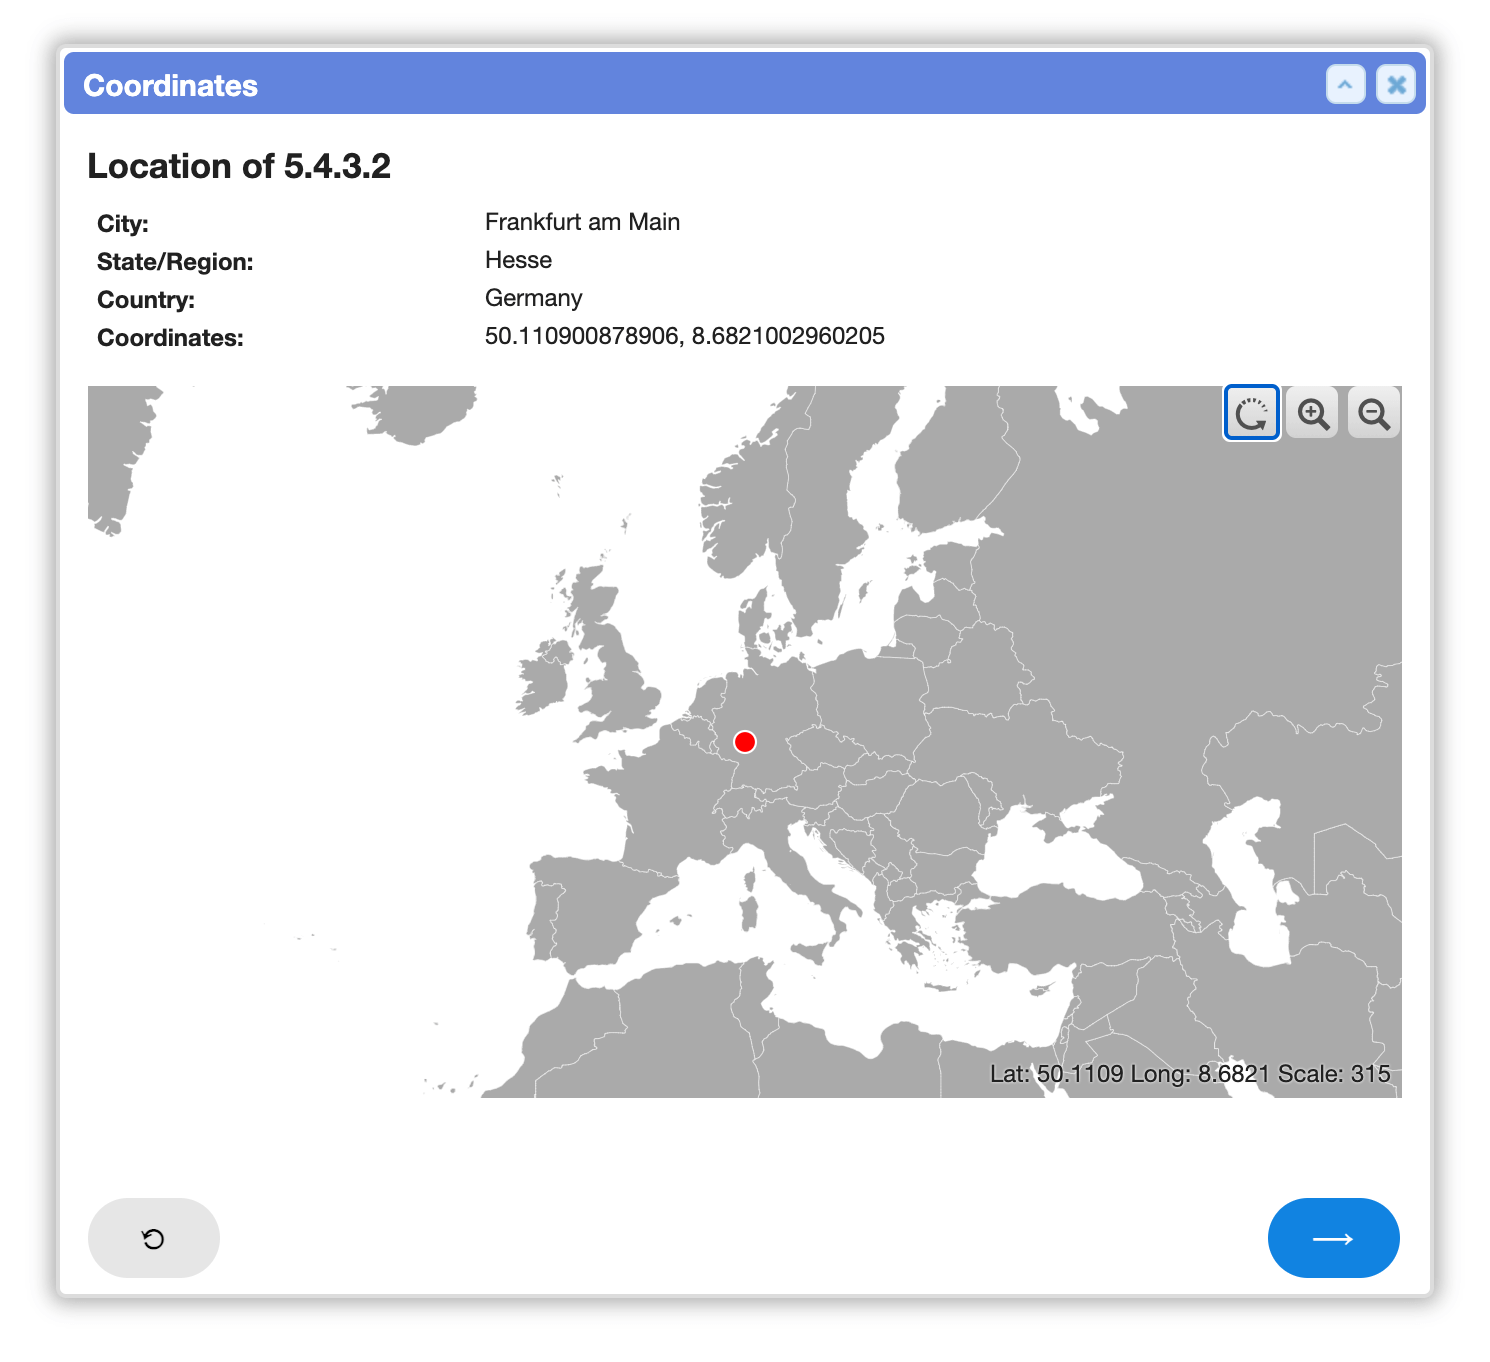 Coordinates
Location of 5.4.3.2
City: Frankfurt am Main
State/Region: Hesse
Country: Germany
Coordinates: 50.110900878906, 8.6821002960205
Lat: 50.1109 Long: 8.6821 Scale: 315